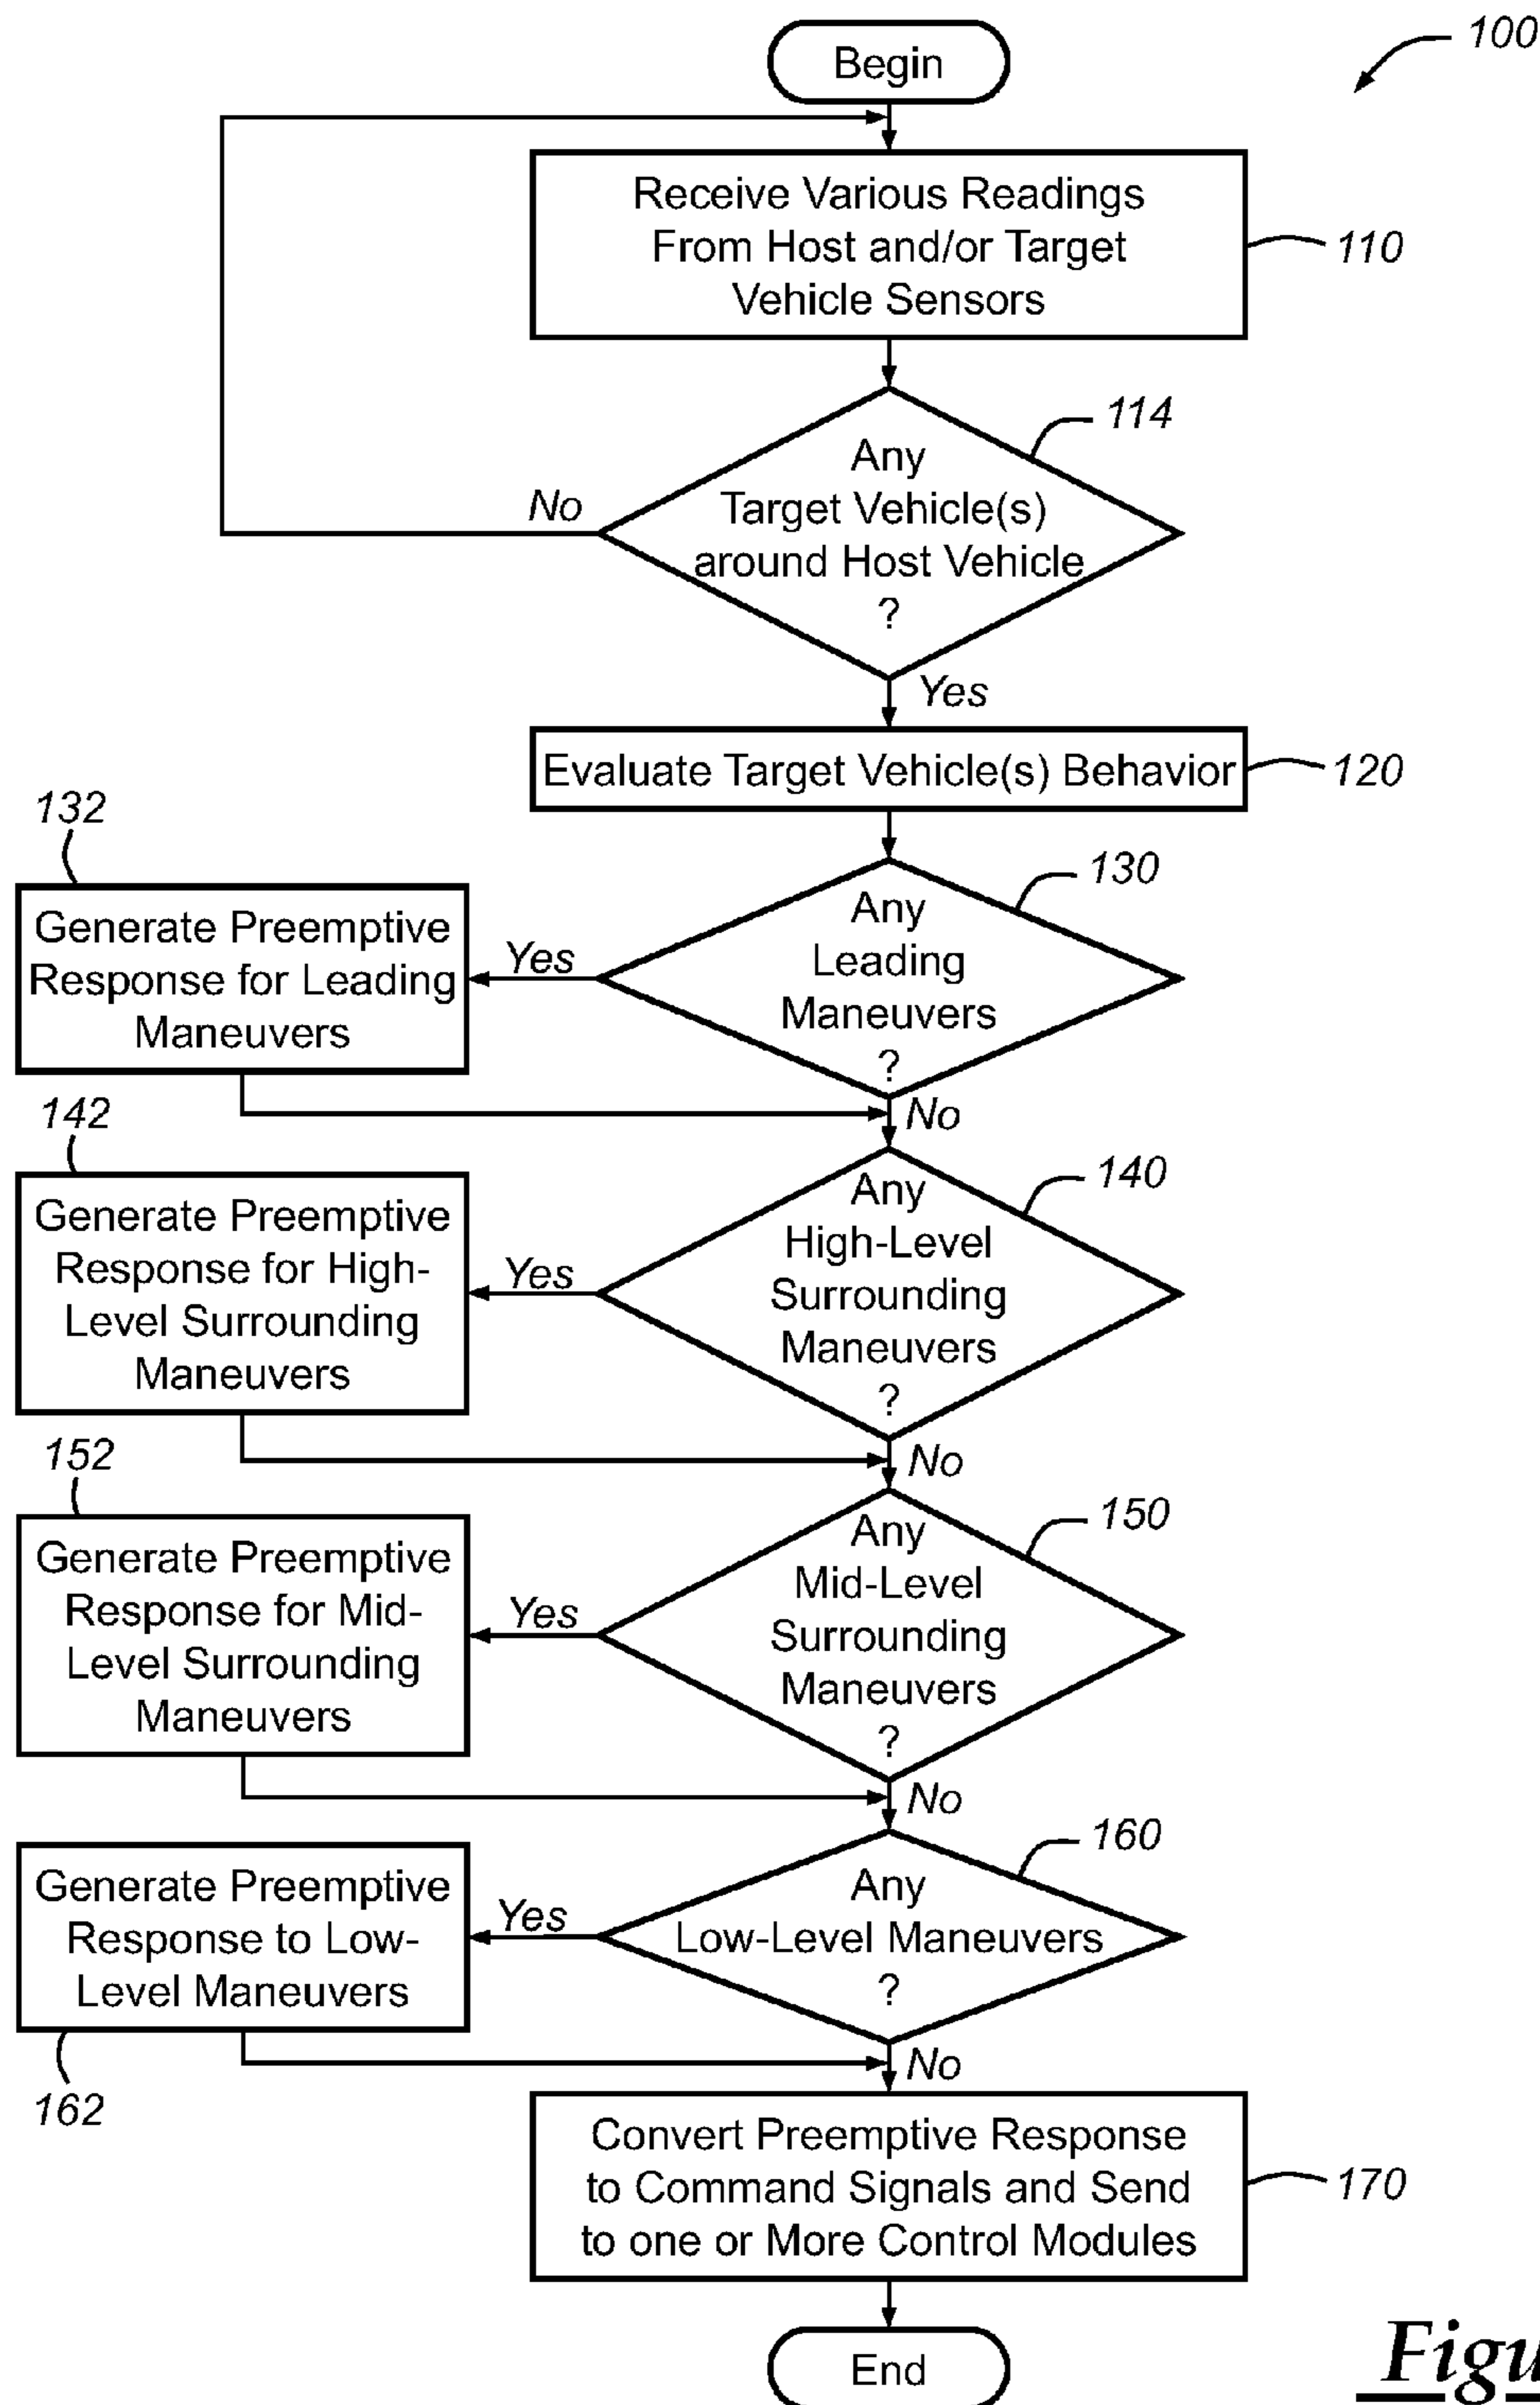 100
Begin
Receive Various Readings
From Host and/or Target
Vehicle Sensors
110
114
Any
Target Vehicle(s)
around Host Vehicle
?
No
Yes
Evaluate Target Vehicle(s) Behavior
120
132
130
Generate Preemptive
Response for Leading
Maneuvers
Yes
Any
Leading
Maneuvers
?
No
142
140
Generate Preemptive
Response for High-
Level Surrounding
Maneuvers
Yes
Any
High-Level
Surrounding
Maneuvers
?
No
152
150
Generate Preemptive
Response for Mid-
Level Surrounding
Maneuvers
Yes
Any
Mid-Level
Surrounding
Maneuvers
?
No
160
Generate Preemptive
Response to Low-
Level Maneuvers
Yes
Any
Low-Level Maneuvers
?
No
162
Convert Preemptive Response
to Command Signals and Send
to one or More Control Modules
170
End